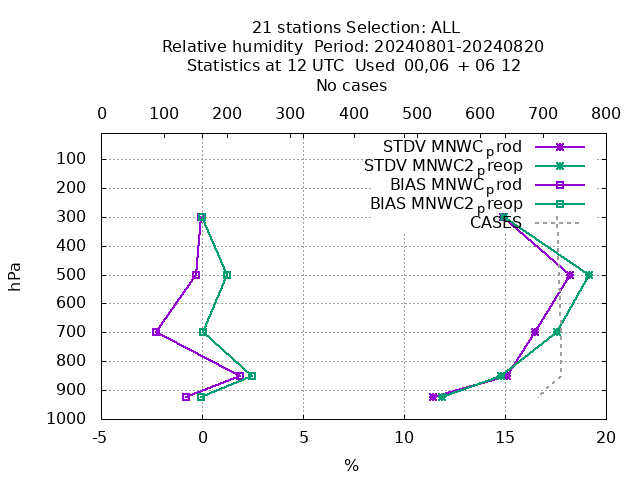 21 stations Selection: ALL
Relative humidity  Period: 20240801-20240820
Statistics at 12 UTC  Used  00,06  + 06 12
No cases
0 100 200 300 400 500 600 700 800
STDV MNWC_prod
STDV MNWC2_preop
BIAS MNWC_prod
BIAS MNWC2_preop
CASES
100
200
300
400
500
600
700
800
900
1000
hPa
-5 0 5 10 15 20
%